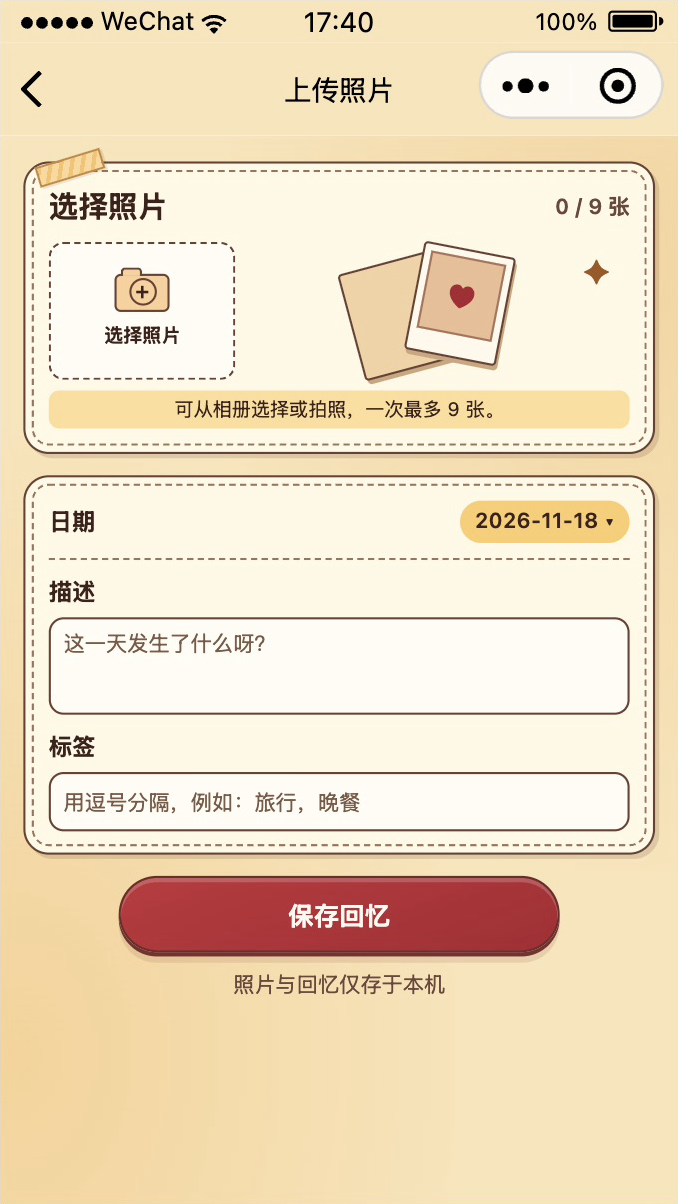 WeChat 17:40 100%
上传照片
选择照片 0 / 9 张
选择照片
可从相册选择或拍照，一次最多 9 张。
日期 2026-11-18 ▾
描述
这一天发生了什么呀?
标签
用逗号分隔，例如：旅行，晚餐
保存回忆
照片与回忆仅存于本机